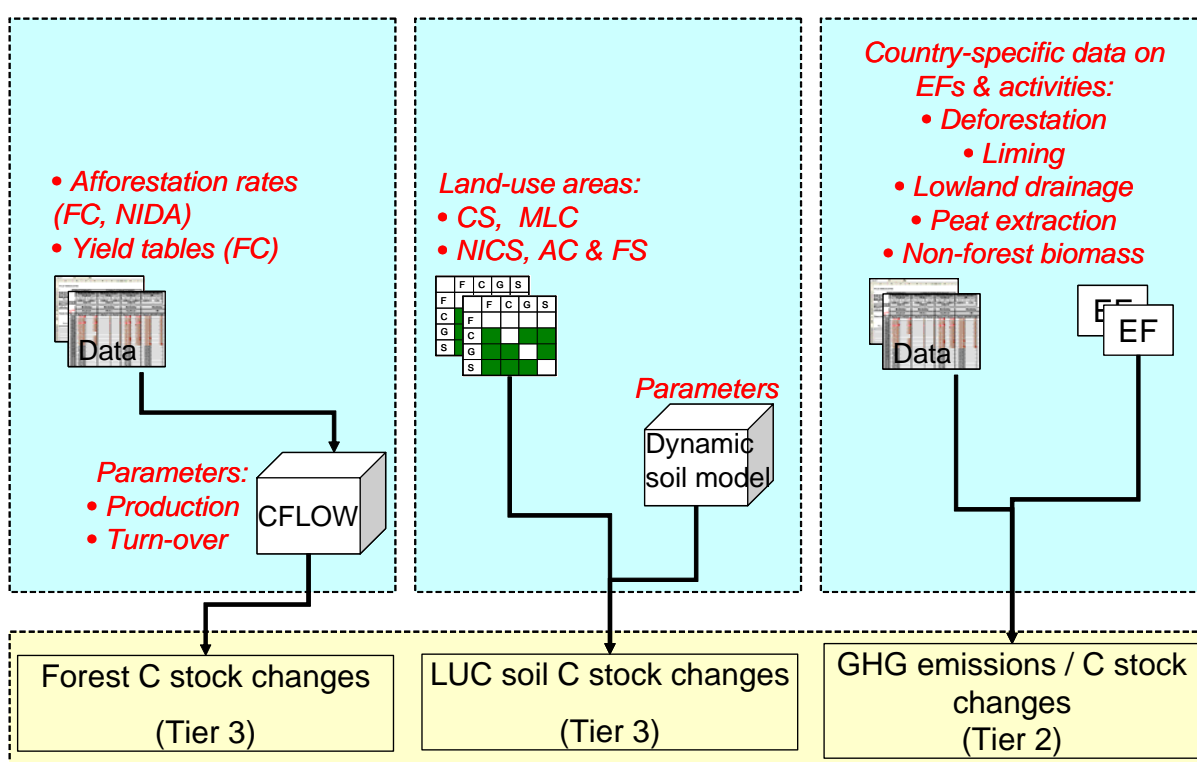 • Afforestation rates
(FC, NIDA)
• Yield tables (FC)
Data
Parameters:
• Production
• Turn-over
CFLOW
Land-use areas:
• CS, MLC
• NICS, AC & FS
F C G S
F
C
G
S
F C G S
F
C
G
S
Parameters
Dynamic
soil model
Country-specific data on
EFs & activities:
• Deforestation
• Liming
• Lowland drainage
• Peat extraction
• Non-forest biomass
Data
EF
EF
Forest C stock changes
(Tier 3)
LUC soil C stock changes
(Tier 3)
GHG emissions / C stock
changes
(Tier 2)